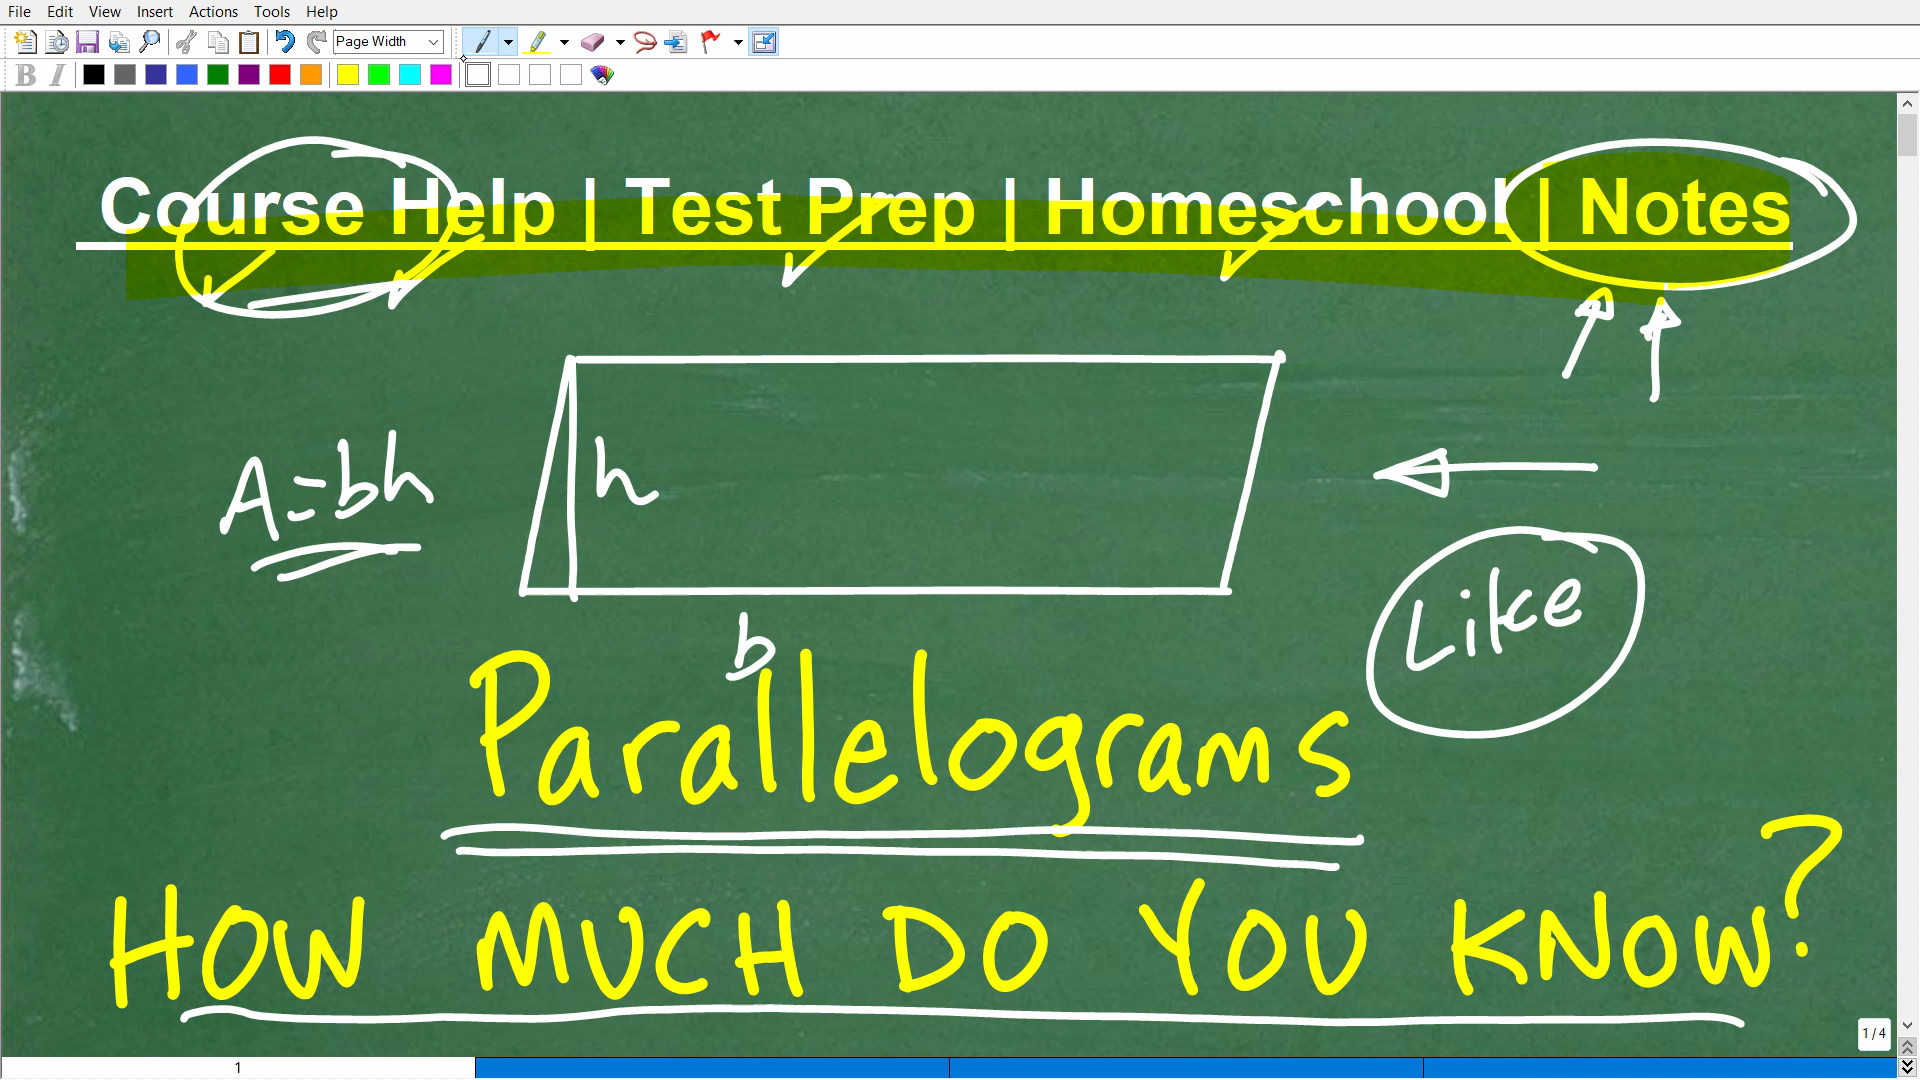 File Edit View Insert Actions Tools Help
Page Width
B I
Course Help | Test Prep | Homeschool | Notes
A=bh
h
Like
b
Parallelograms
HOW MUCH DO YOU KNOW?
1 / 4
1